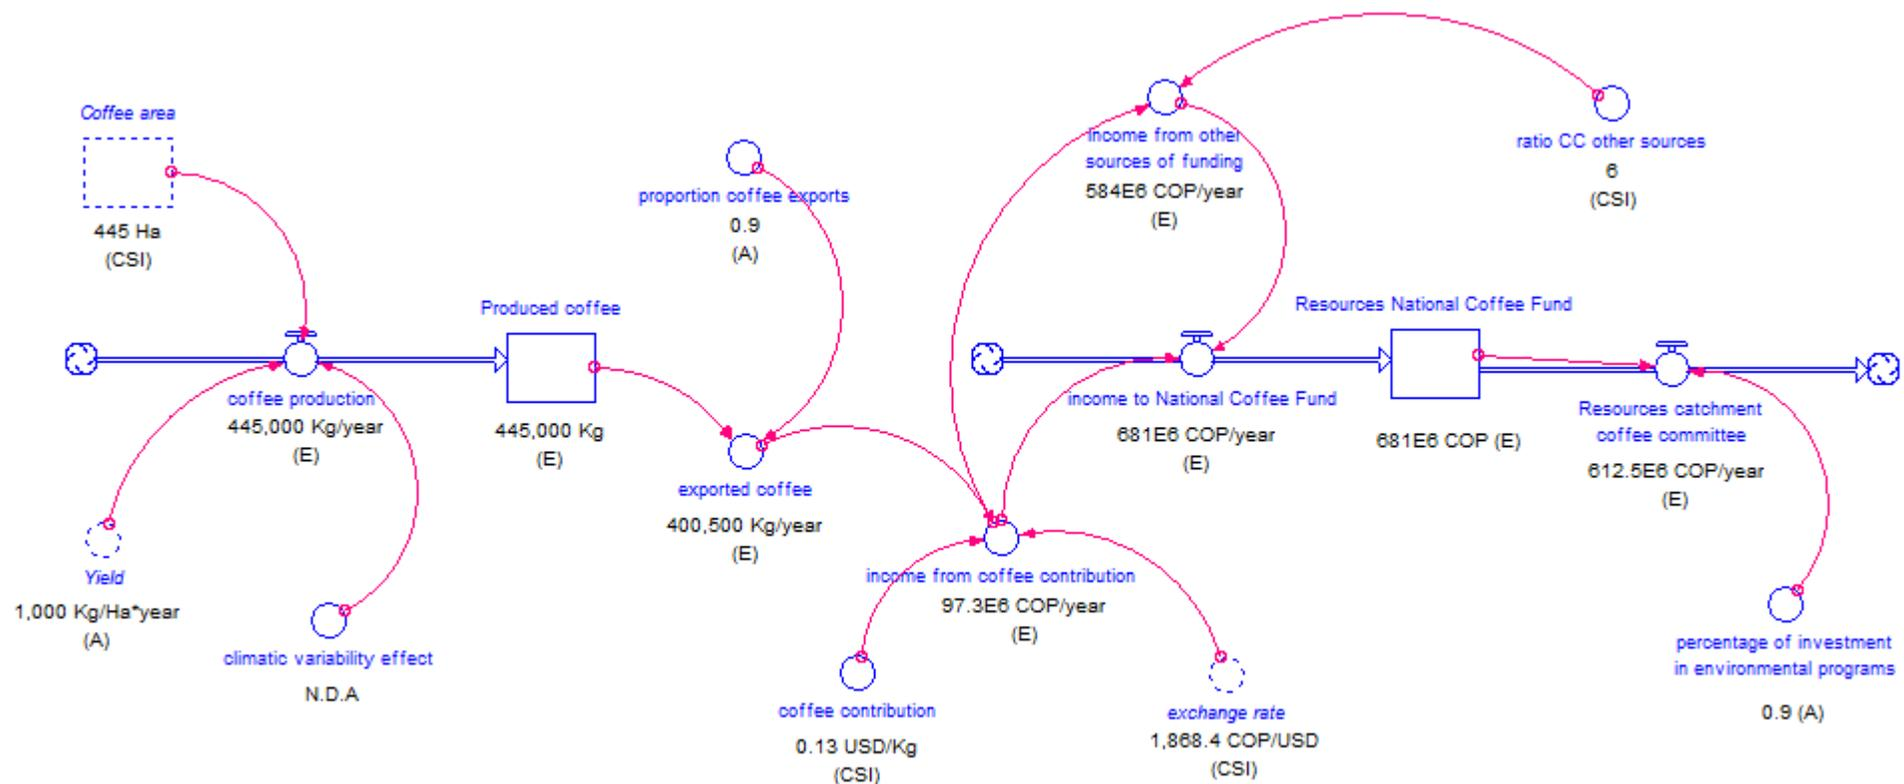 Coffee area
445 Ha
(CSI)
proportion coffee exports
0.9
(A)
income from other
sources of funding
584E6 COP/year
(E)
ratio CC other sources
6
(CSI)
Produced coffee
445,000 Kg
(E)
coffee production
445,000 Kg/year
(E)
Yield
1,000 Kg/Ha*year
(A)
climatic variability effect
N.D.A
exported coffee
400,500 Kg/year
(E)
income from coffee contribution
97.3E6 COP/year
(E)
coffee contribution
0.13 USD/Kg
(CSI)
exchange rate
1,868.4 COP/USD
(CSI)
income to National Coffee Fund
681E6 COP/year
(E)
Resources National Coffee Fund
681E6 COP (E)
Resources catchment
coffee committee
612.5E6 COP/year
(E)
percentage of investment
in environmental programs
0.9 (A)